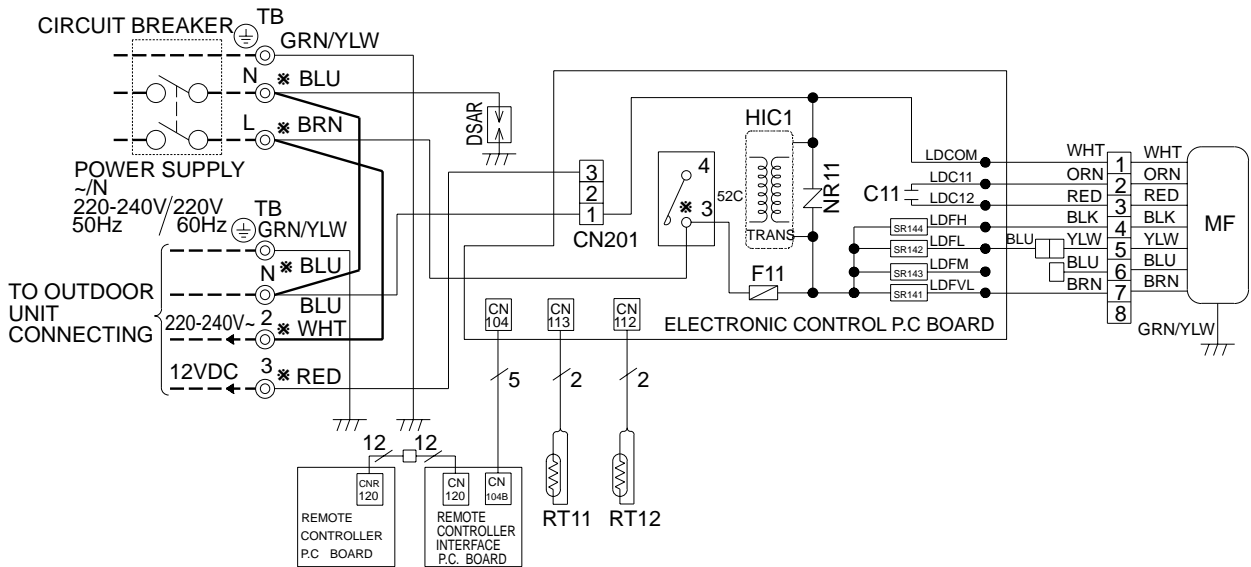 CIRCUIT BREAKER
TB
GRN/YLW
N
※ BLU
L
※ BRN
POWER SUPPLY
~/N
220-240V/220V
50Hz 60Hz
TB
GRN/YLW
※ BLU
N
BLU
TO OUTDOOR
UNIT
CONNECTING
220-240V~
2
※ WHT
12VDC
3
※ RED
DSAR
3
2
1
CN201
4
※ 3
52C
HIC1
TRANS
NR11
F11
C11
LDCOM
LDC11
LDC12
LDFH
LDFL
LDFM
LDFVL
SR144
SR142
SR143
SR141
ELECTRONIC CONTROL P.C BOARD
CN
104
CN
113
CN
112
5
2
2
RT11
RT12
WHT 1 WHT
ORN 2 ORN
RED 3 RED
BLK 4 BLK
BLU YLW 5 YLW
BLU 6 BLU
BRN 7 BRN
8
MF
GRN/YLW
12 12
CNR
120
REMOTE
CONTROLLER
P.C BOARD
CN
120
CN
104B
REMOTE
CONTROLLER
INTERFACE
P.C. BOARD